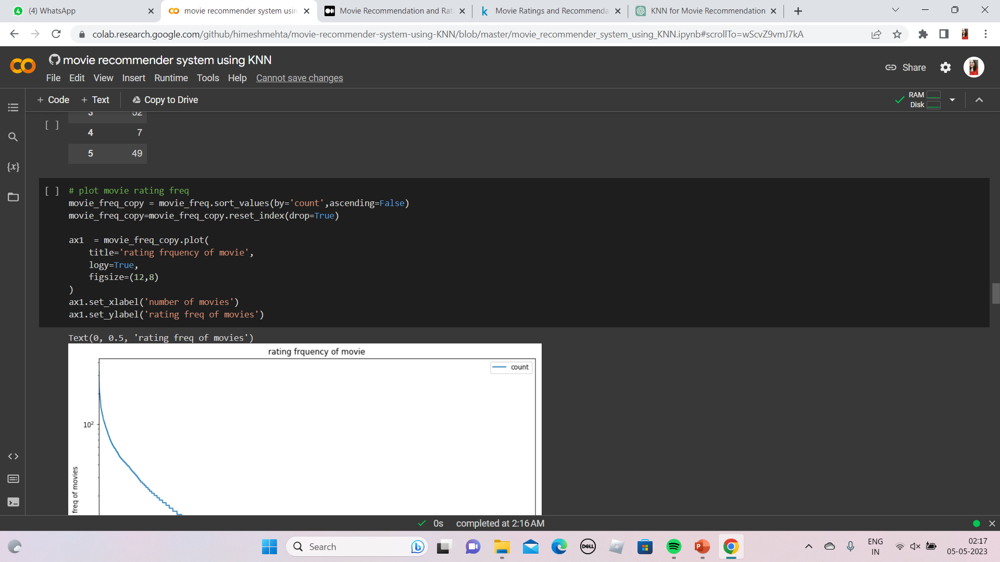 (4) WhatsApp
movie recommender system usin
Movie Recommendation and Rati
Movie Ratings and Recommenda
KNN for Movie Recommendation
colab.research.google.com/github/himeshmehta/movie-recommender-system-using-KNN/blob/master/movie_recommender_system_using_KNN.ipynb#scrollTo=wScvZ9vmJ7kA
movie recommender system using KNN
Share
File Edit View Insert Runtime Tools Help Cannot save changes
+ Code + Text Copy to Drive
RAM
Disk
3 52
[ ]
4 7
5 49
{x}
[ ] # plot movie rating freq
movie_freq_copy = movie_freq.sort_values(by='count',ascending=False)
movie_freq_copy=movie_freq_copy.reset_index(drop=True)
ax1  = movie_freq_copy.plot(
    title='rating frquency of movie',
    logy=True,
    figsize=(12,8)
)
ax1.set_xlabel('number of movies')
ax1.set_ylabel('rating freq of movies')
Text(0, 0.5, 'rating freq of movies')
rating frquency of movie
count
10²
freq of movies
0s completed at 2:16 AM
Search
DELL
ENG
IN
02:17
05-05-2023